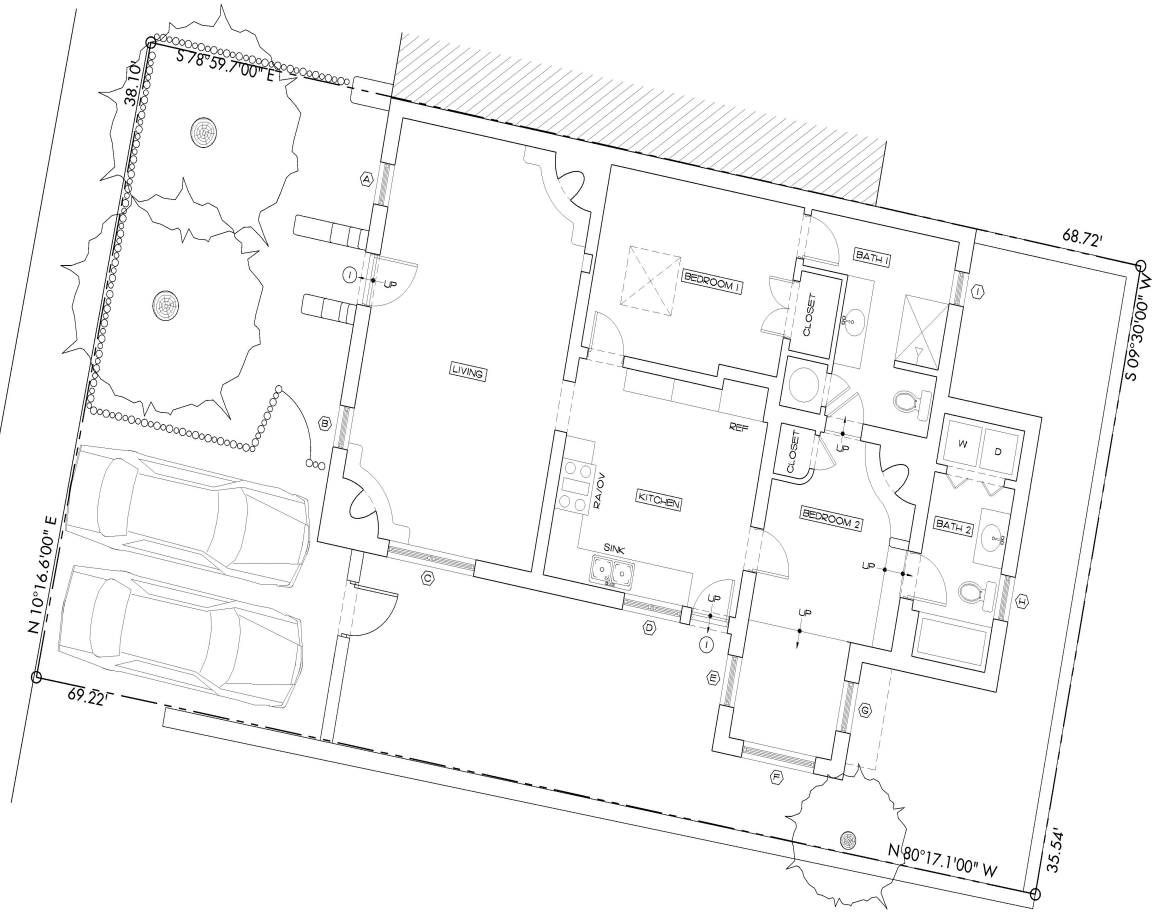 S 78°59.7'00" E
38.10'
68.72'
S 09°30'00" W
A
1
UP
B
LIVING
BEDROOM 1
BATH 1
CLOSET
I
REF
RA/OV
KITCHEN
SINK
CLOSET
UP
W
D
BEDROOM 2
BATH 2
UP
UP
UP
1
C
D
E
F
G
H
N 10°16.6'00" E
69.22'
N 80°17.1'00" W
35.54'